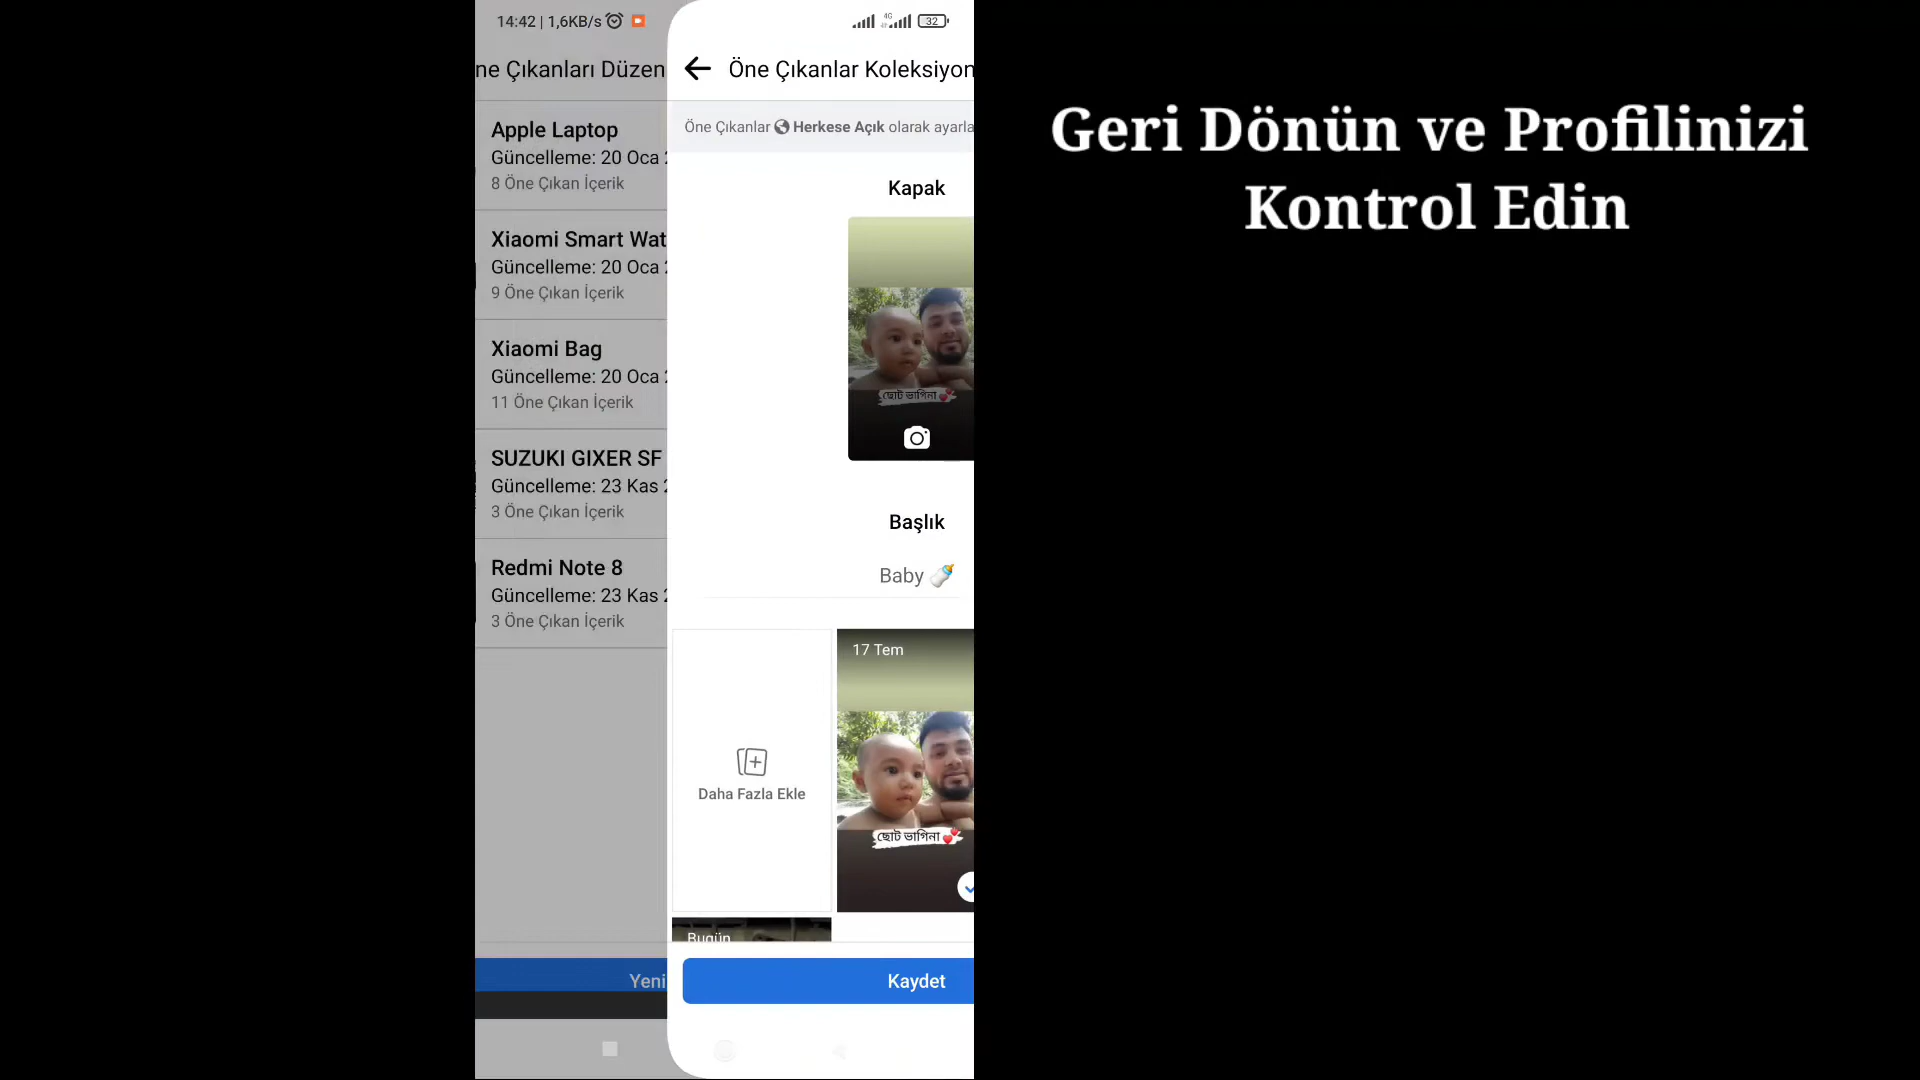 14:42 | 1,6KB/s
4G
32
ne Çıkanları Düzen
Apple Laptop
Güncelleme: 20 Oca
8 Öne Çıkan İçerik
Xiaomi Smart Wat
Güncelleme: 20 Oca
9 Öne Çıkan İçerik
Xiaomi Bag
Güncelleme: 20 Oca
11 Öne Çıkan İçerik
SUZUKI GIXER SF
Güncelleme: 23 Kas
3 Öne Çıkan İçerik
Redmi Note 8
Güncelleme: 23 Kas
3 Öne Çıkan İçerik
Yeni
Öne Çıkanlar Koleksiyon
Öne Çıkanlar Herkese Açık olarak ayarla
Kapak
ছোট ভাগিনা 💞
Başlık
Baby 🍼
Daha Fazla Ekle
17 Tem
ছোট ভাগিনা 💞
Bugün
Kaydet
Geri Dönün ve Profilinizi
Kontrol Edin